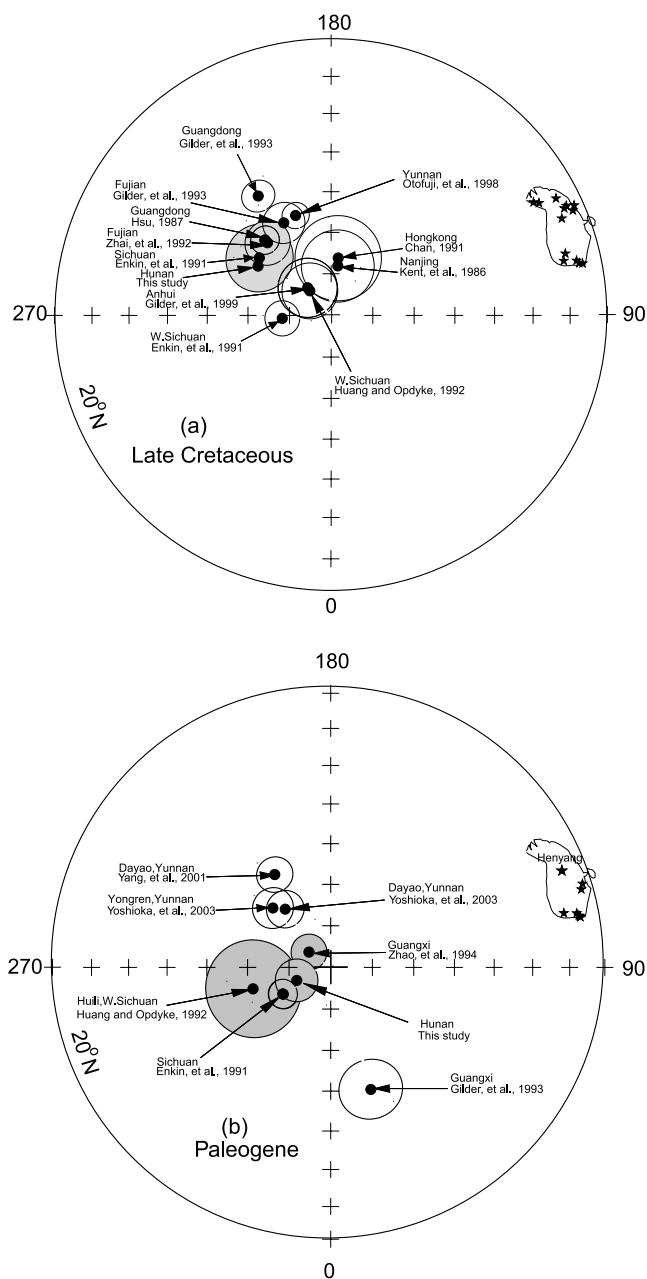 180
Guangdong
Gilder, et al., 1993
Fujian
Gilder, et al., 1993
Guangdong
Hsu, 1987
Fujian
Zhai, et al., 1992
Sichuan
Enkin, et al., 1991
Hunan
This study
Anhui
Gilder, et al., 1999
W.Sichuan
Enkin, et al., 1991
Yunnan
Otofuji, et al., 1998
Hongkong
Chan, 1991
Nanjing
Kent, et al., 1986
W.Sichuan
Huang and Opdyke, 1992
270
90
20°N
(a)
Late Cretaceous
0
180
Dayao,Yunnan
Yang, et al., 2001
Yongren,Yunnan
Yoshioka, et al., 2003
Dayao,Yunnan
Yoshioka, et al., 2003
Henyang
Guangxi
Zhao, et al., 1994
270
90
Huili,W.Sichuan
Huang and Opdyke, 1992
Hunan
This study
Sichuan
Enkin, et al., 1991
Guangxi
Gilder, et al., 1993
20°N
(b)
Paleogene
0